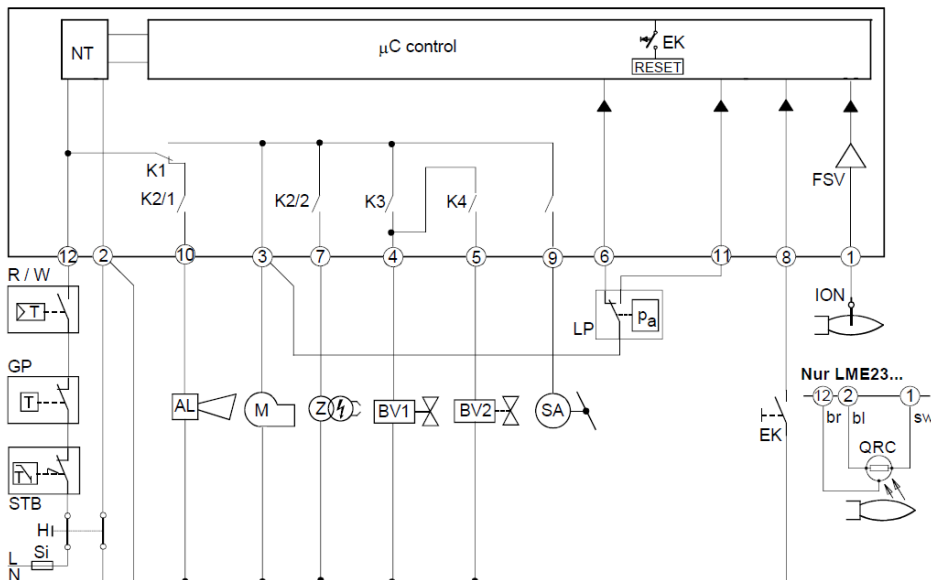 NT
μC control
EK
RESET
K1
K2/1
K2/2
K3
K4
FSV
12
2
10
3
7
4
5
9
6
11
8
1
R / W
T
LP
pa
ION
GP
T
Nur LME23...
AL
M
Z
BV1
BV2
SA
12
2
1
br
bl
sw
EK
QRC
T
STB
H
Si
L
N